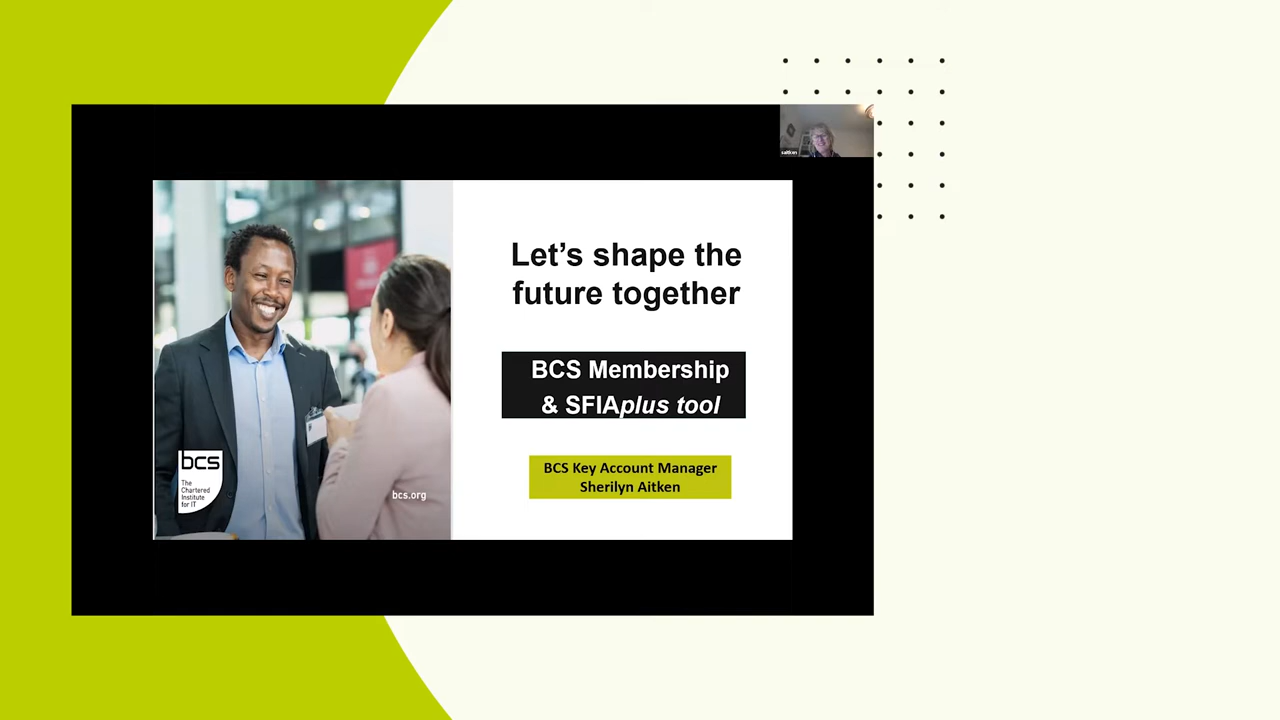 saitken
Let's shape the
future together
BCS Membership
& SFIAplus tool
BCS Key Account Manager
Sherilyn Aitken
bcs
The
Chartered
Institute
for IT
bcs.org